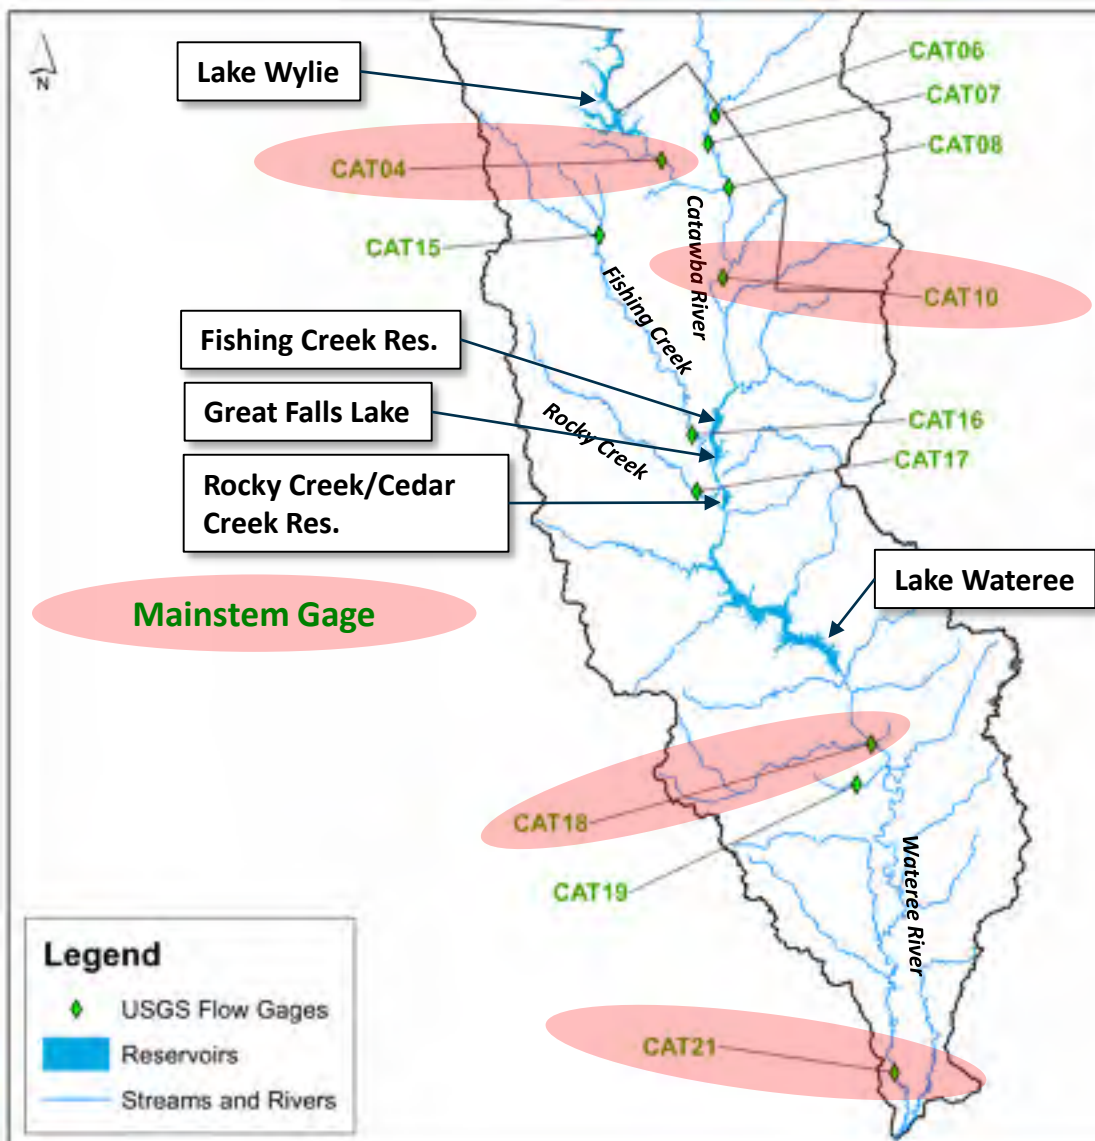 N
Lake Wylie
CAT06
CAT07
CAT08
CAT04
CAT15
Catawba River
CAT10
Fishing Creek
Fishing Creek Res.
Great Falls Lake
Rocky Creek
CAT16
CAT17
Rocky Creek/Cedar
Creek Res.
Lake Wateree
Mainstem Gage
CAT18
CAT19
Wateree River
CAT21
Legend
USGS Flow Gages
Reservoirs
Streams and Rivers